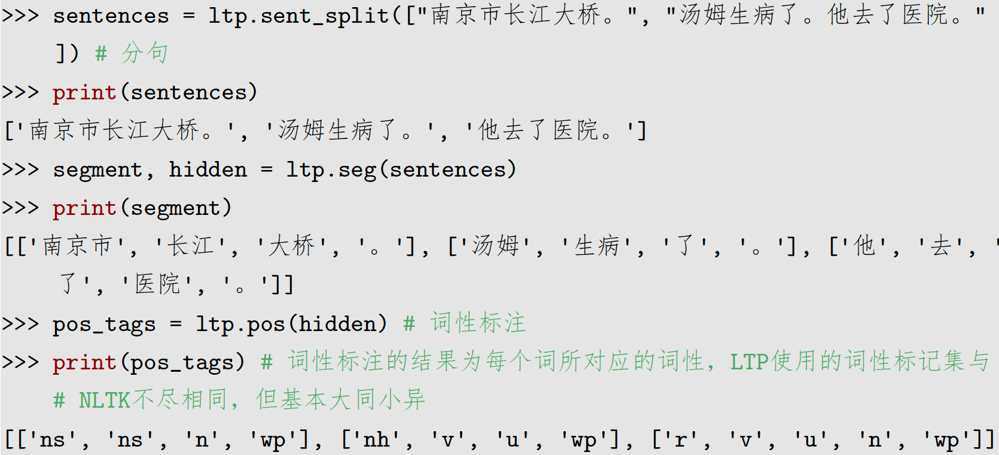 >>> sentences = ltp.sent_split(["南京市长江大桥。", "汤姆生病了。他去了医院。"
]) # 分句
>>> print(sentences)
['南京市长江大桥。', '汤姆生病了。', '他去了医院。']
>>> segment, hidden = ltp.seg(sentences)
>>> print(segment)
[['南京市', '长江', '大桥', '。'], ['汤姆', '生病', '了', '。'], ['他', '去', '
了', '医院', '。']]
>>> pos_tags = ltp.pos(hidden) # 词性标注
>>> print(pos_tags) # 词性标注的结果为每个词所对应的词性，LTP使用的词性标记集与
# NLTK不尽相同，但基本大同小异
[['ns', 'ns', 'n', 'wp'], ['nh', 'v', 'u', 'wp'], ['r', 'v', 'u', 'n', 'wp']]